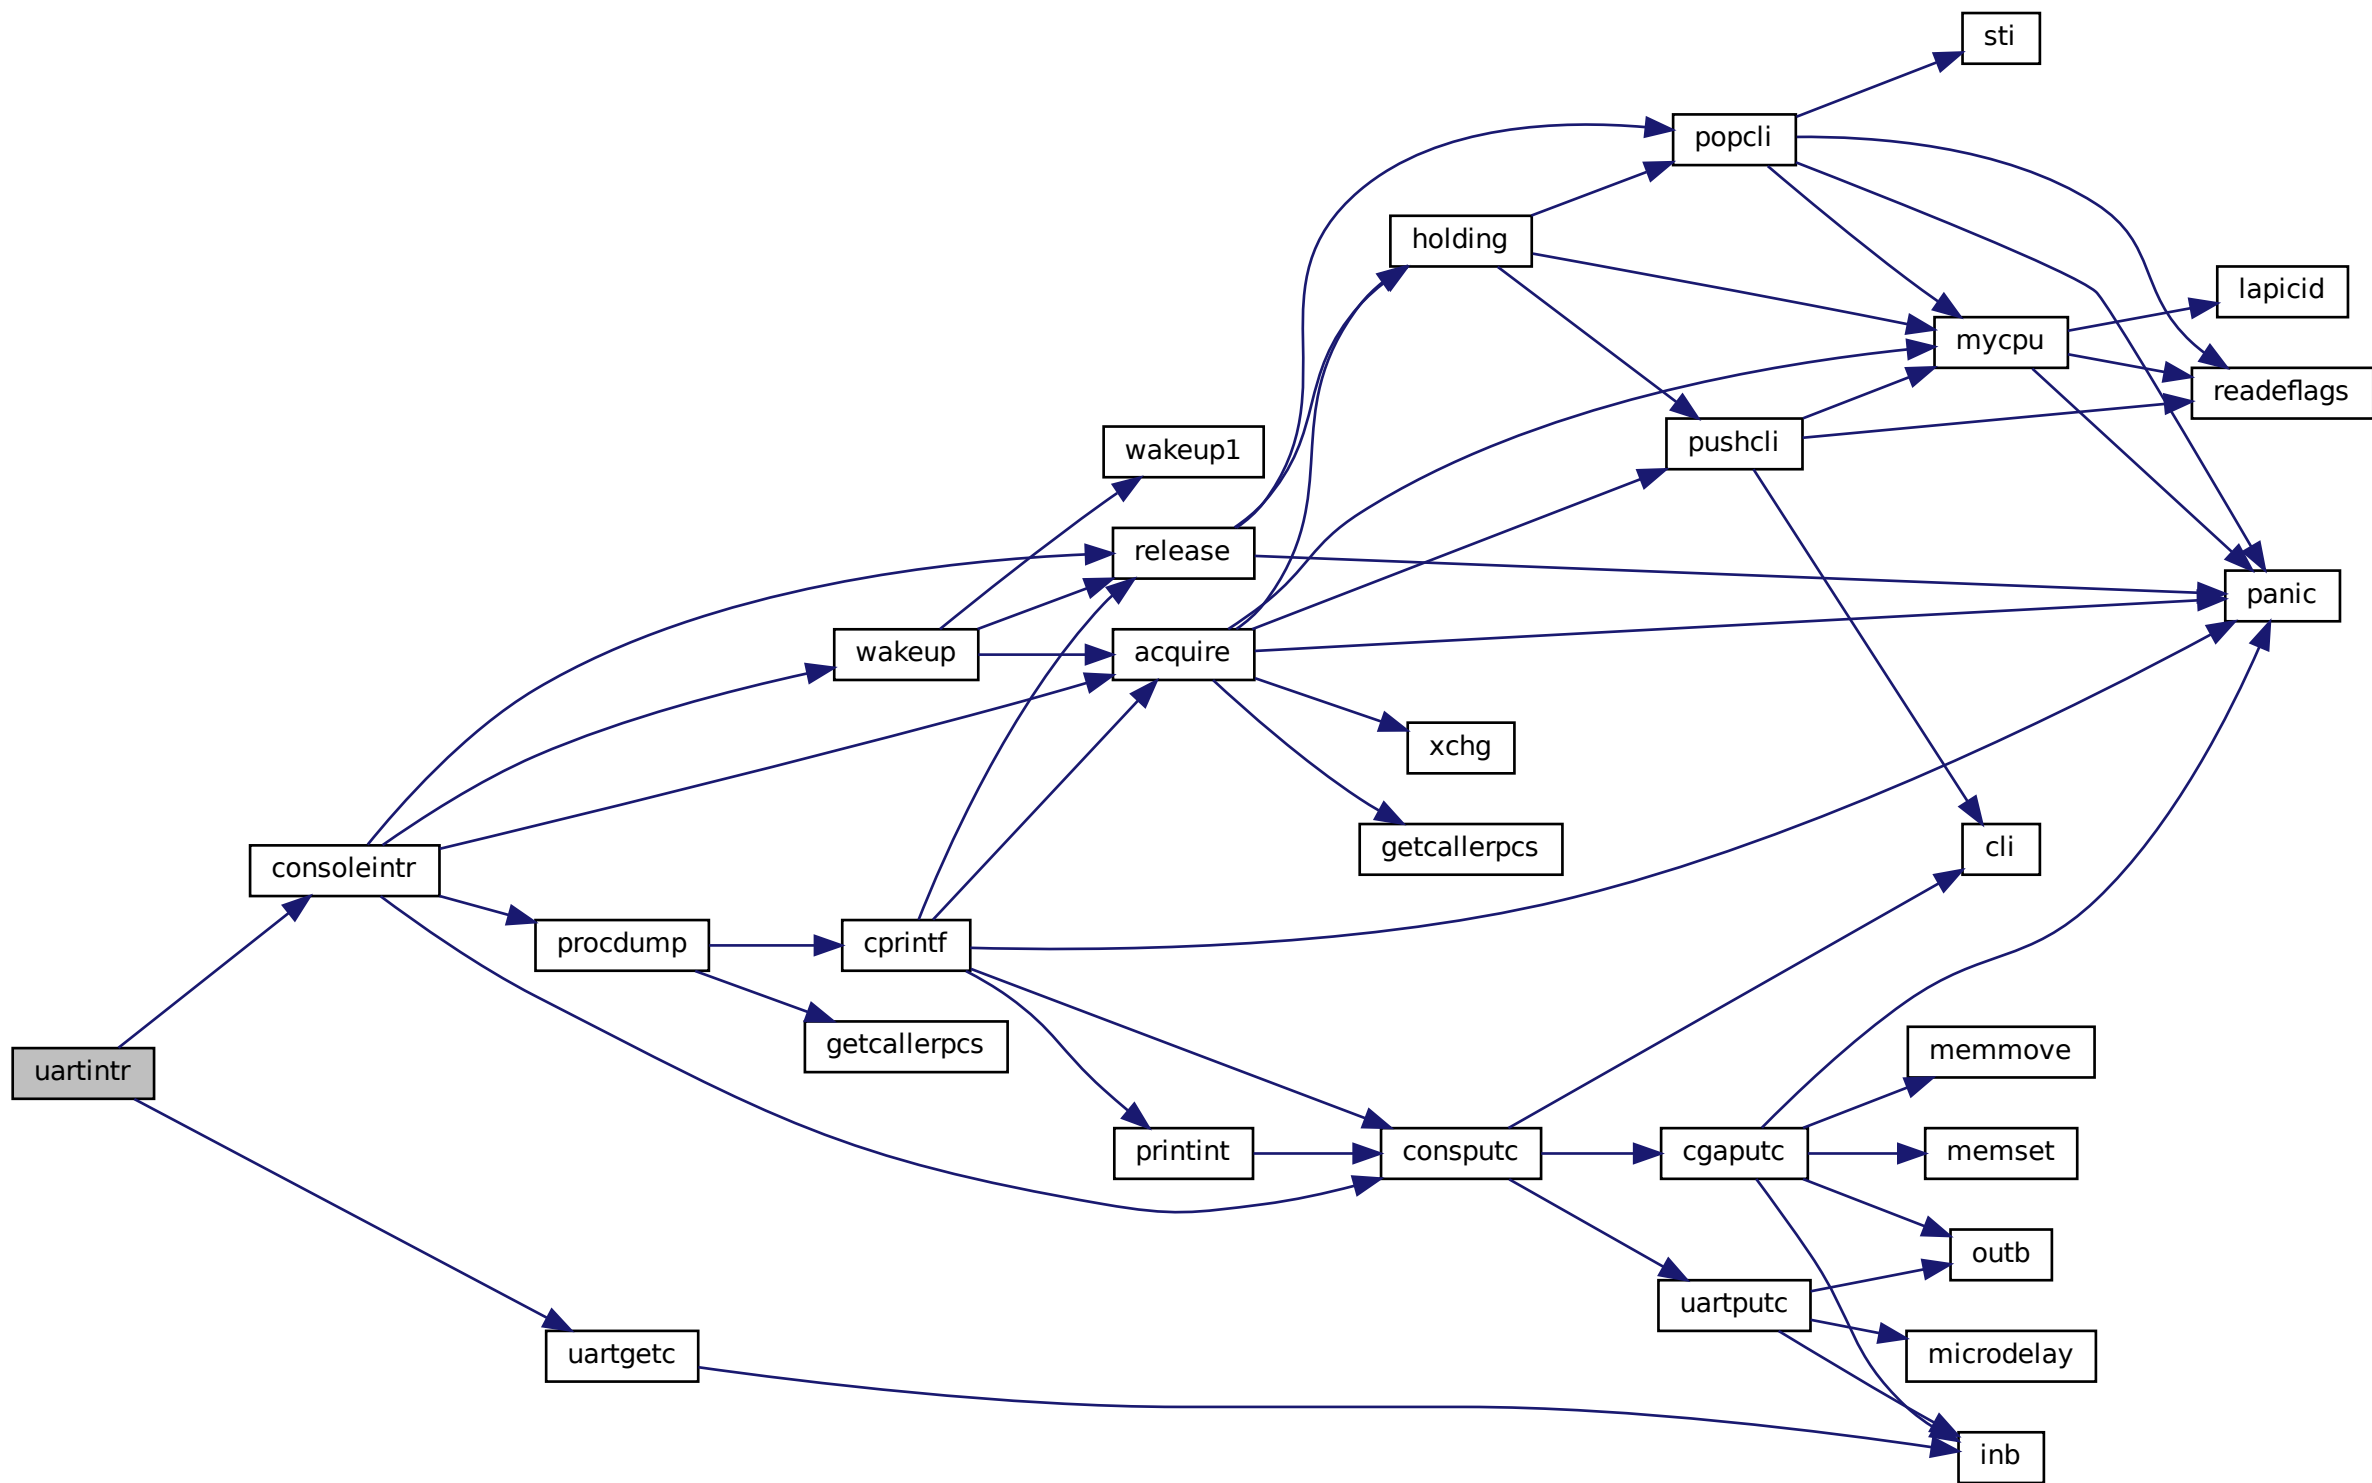 sti
popcli
holding
lapicid
mycpu
readeflags
wakeup1
pushcli
release
panic
wakeup
acquire
xchg
getcallerpcs
cli
consoleintr
procdump
cprintf
getcallerpcs
memmove
uartintr
printint
consputc
cgaputc
memset
outb
uartputc
uartgetc
microdelay
inb